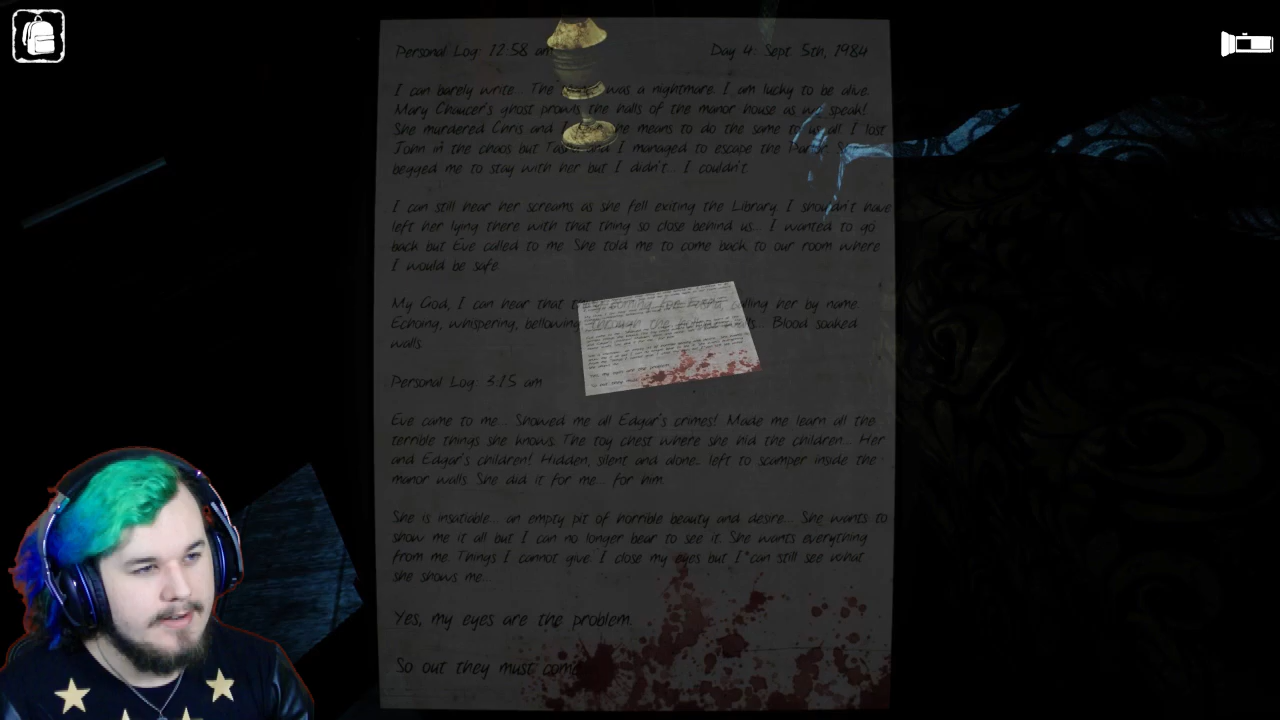 Personal Log: 12:58 am
Day 4: Sept. 5th, 1984
I can barely write... The was a nightmare. I am lucky to be alive.
Mary Chaucer's ghost prowls the halls of the manor house as we speak!
She murdered Chris and I she means to do the same to us all. I lost
John in the chaos but Tasha and I managed to escape the Parlor.
begged me to stay with her but I didn't... I couldn't.
I can still hear her screams as she fell exiting the Library. I shouldn't have
left her lying there with that thing so close behind us... I wanted to go
back but Eve called to me. She told me to come back to our room where
I would be safe.
My God, I can hear that coming for calling her by name.
Echoing, whispering, bellowing through the Blood soaked
walls.
Personal Log: 3:15 am
Eve came to me... Showed me all Edgar's crimes! Made me learn all the
terrible things she knows. The toy chest where she hid the children... Her
and Edgar's children! Hidden, silent and alone... left to scamper inside the
manor walls. She did it for me... for him.
She is insatiable... an empty pit of horrible beauty and desire... She wants to
show me it all but I can no longer bear to see it. She wants everything
from me. Things I cannot give. I close my eyes but I can still see what
she shows me...
Yes, my eyes are the problem.
So out they must come